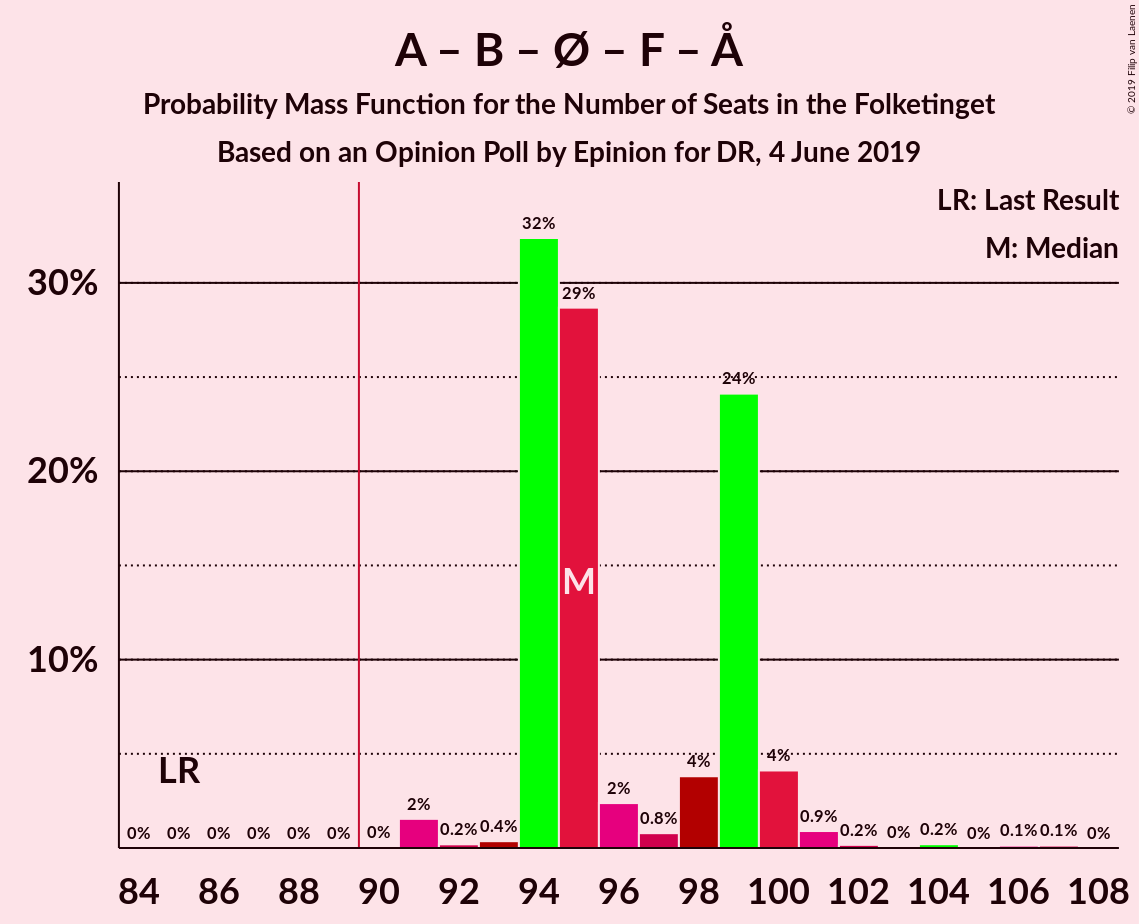 A – B – Ø – F – Å
Probability Mass Function for the Number of Seats in the Folketinget
Based on an Opinion Poll by Epinion for DR, 4 June 2019
© 2019 Filip van Laenen
LR: Last Result
M: Median
30%
20%
10%
LR
M
0% 0% 0% 0% 0% 0% 0% 2% 0.2% 0.4% 32% 29% 2% 0.8% 4% 24% 4% 0.9% 0.2% 0% 0.2% 0% 0.1% 0.1% 0%
84 86 88 90 92 94 96 98 100 102 104 106 108